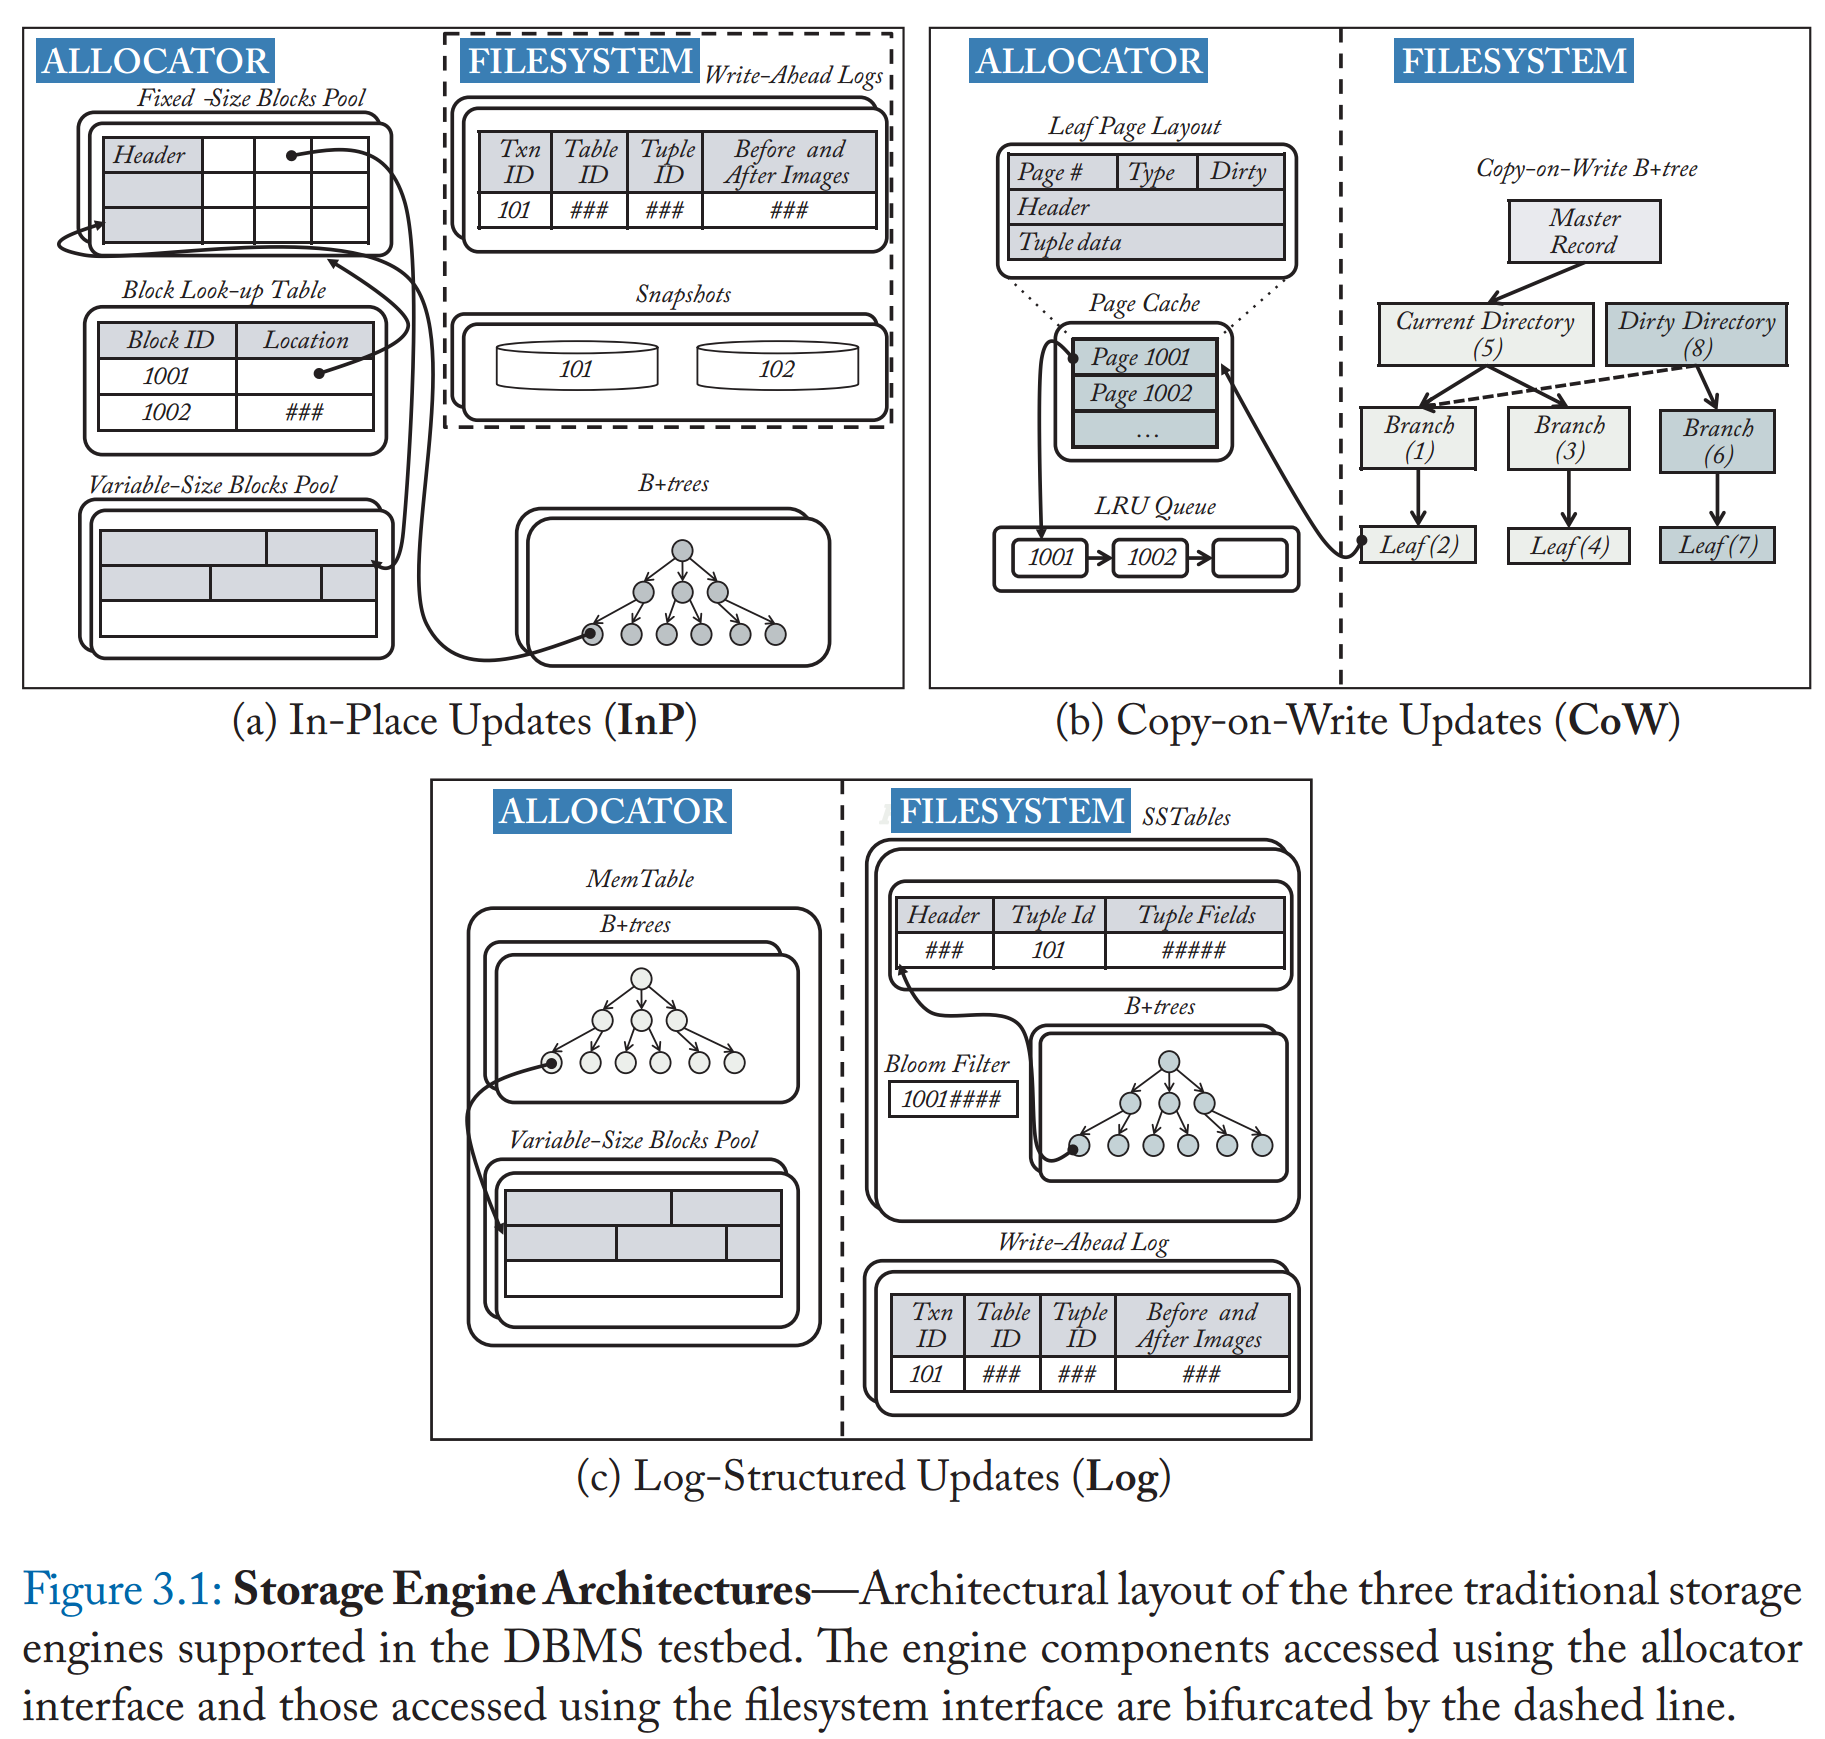 ALLOCATOR
Fixed -Size Blocks Pool
Header
Block Look-up Table
Block ID Location
1001
1002 ###
Variable-Size Blocks Pool
FILESYSTEM
Write-Ahead Logs
Txn ID Table ID Tuple ID Before and After Images
101 ### ### ###
Snapshots
101 102
B+trees
(a) In-Place Updates (InP)
ALLOCATOR
Leaf Page Layout
Page # Type Dirty
Header
Tuple data
Page Cache
Page 1001
Page 1002
...
LRU Queue
1001 1002
FILESYSTEM
Copy-on-Write B+tree
Master
Record
Current Directory
(5)
Dirty Directory
(8)
Branch
(1)
Branch
(3)
Branch
(6)
Leaf (2) Leaf (4) Leaf (7)
(b) Copy-on-Write Updates (CoW)
ALLOCATOR
MemTable
B+trees
Variable-Size Blocks Pool
FILESYSTEM
SSTables
Header Tuple Id Tuple Fields
### 101 #####
B+trees
Bloom Filter
1001####
Write-Ahead Log
Txn ID Table ID Tuple ID Before and After Images
101 ### ### ###
(c) Log-Structured Updates (Log)
Figure 3.1: Storage Engine Architectures—Architectural layout of the three traditional storage
engines supported in the DBMS testbed. The engine components accessed using the allocator
interface and those accessed using the filesystem interface are bifurcated by the dashed line.